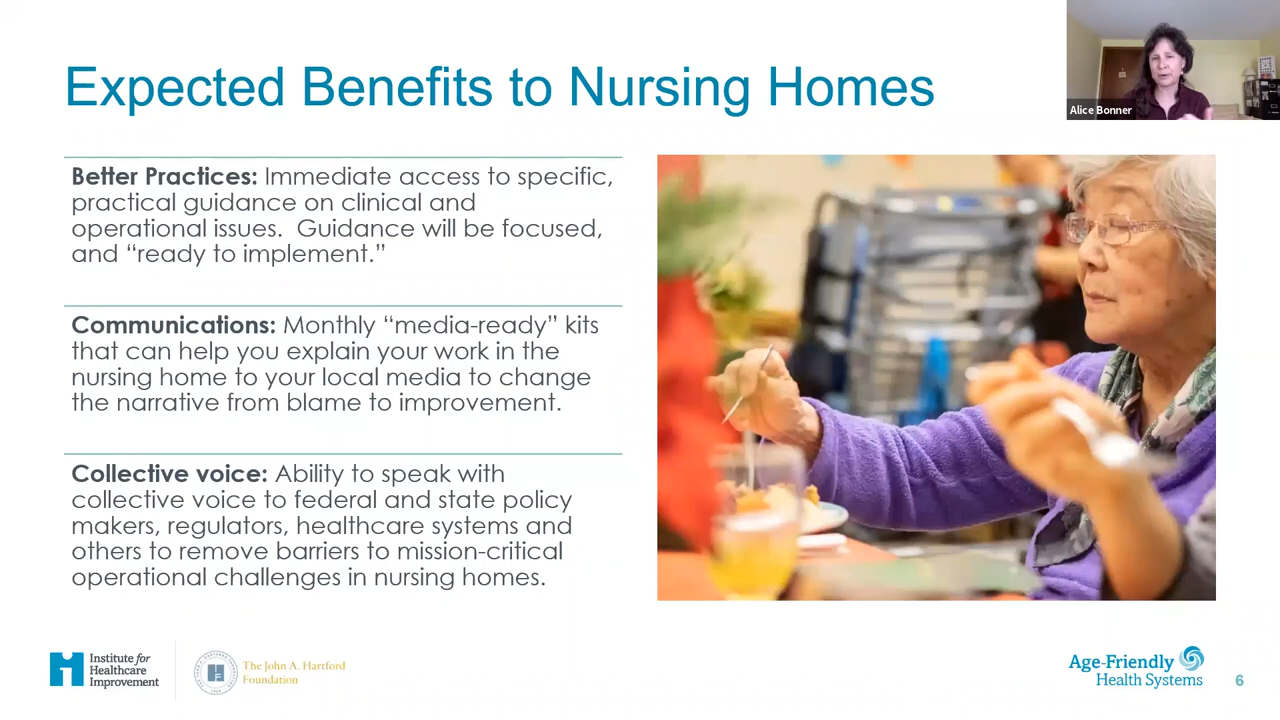 Expected Benefits to Nursing Homes
Alice Bonner
Better Practices: Immediate access to specific,
practical guidance on clinical and
operational issues.  Guidance will be focused,
and “ready to implement.”
Communications: Monthly “media-ready” kits
that can help you explain your work in the
nursing home to your local media to change
the narrative from blame to improvement.
Collective voice: Ability to speak with
collective voice to federal and state policy
makers, regulators, healthcare systems and
others to remove barriers to mission-critical
operational challenges in nursing homes.
Institute for
Healthcare
Improvement
The John A. Hartford
Foundation
Age-Friendly
Health Systems
6